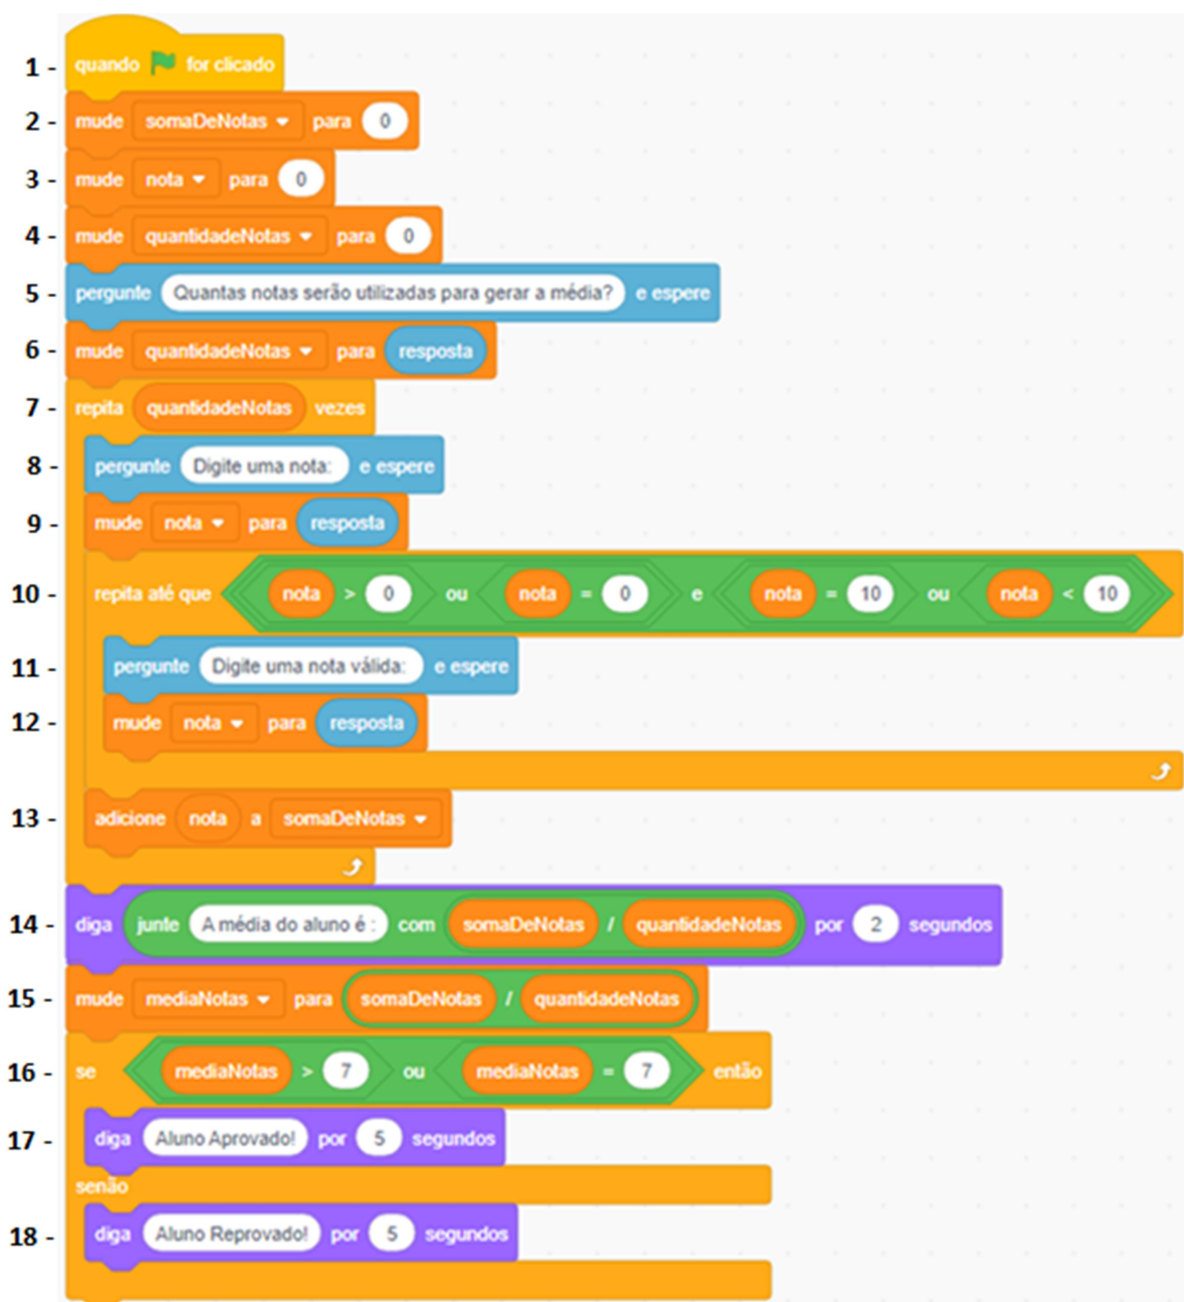 1 - quando for clicado
2 - mude somaDeNotas para 0
3 - mude nota para 0
4 - mude quantidadeNotas para 0
5 - pergunte Quantas notas serão utilizadas para gerar a média? e espere
6 - mude quantidadeNotas para resposta
7 - repita quantidadeNotas vezes
8 - pergunte Digite uma nota: e espere
9 - mude nota para resposta
10 - repita até que nota > 0 ou nota = 0 e nota = 10 ou nota < 10
11 - pergunte Digite uma nota válida: e espere
12 - mude nota para resposta
13 - adicione nota a somaDeNotas
14 - diga junte A média do aluno é : com somaDeNotas / quantidadeNotas por 2 segundos
15 - mude mediaNotas para somaDeNotas / quantidadeNotas
16 - se mediaNotas > 7 ou mediaNotas = 7 então
17 - diga Aluno Aprovado! por 5 segundos
senão
18 - diga Aluno Reprovado! por 5 segundos